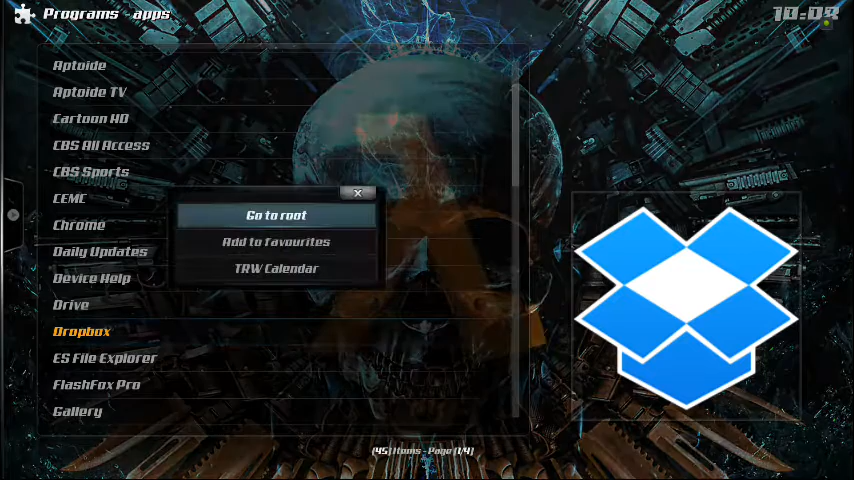 Programs - apps
10:08
Aptoide
Aptoide TV
Cartoon HD
CBS All Access
CBS Sports
CEMC
Chrome
Daily Updates
Device Help
Drive
Dropbox
ES File Explorer
FlashFox Pro
Gallery
Go to root
Add to favourites
TRW Calendar
(45) Items - Page (1/4)